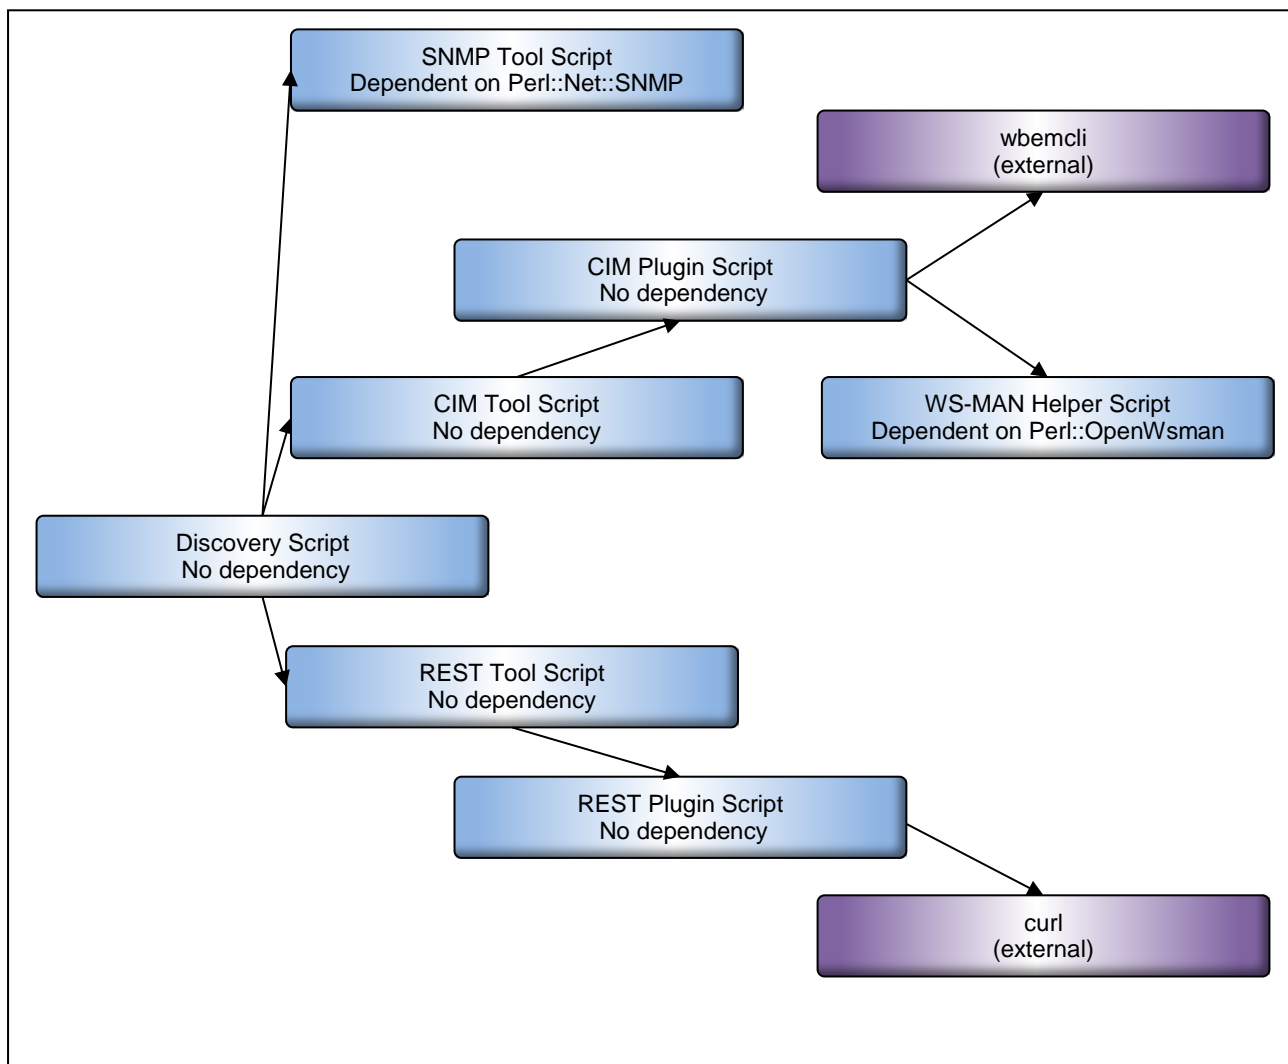 SNMP Tool Script
Dependent on Perl::Net::SNMP
wbemcli
(external)
CIM Plugin Script
No dependency
CIM Tool Script
No dependency
WS-MAN Helper Script
Dependent on Perl::OpenWsman
Discovery Script
No dependency
REST Tool Script
No dependency
REST Plugin Script
No dependency
curl
(external)